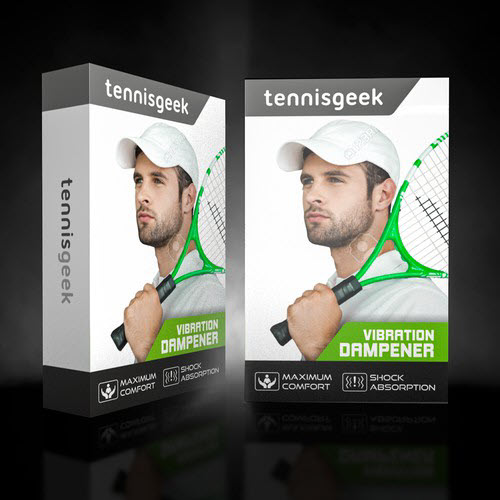 tennisgeek
tennisgeek
VIBRATION
DAMPENER
MAXIMUM
COMFORT
SHOCK
ABSORPTION
tennisgeek
VIBRATION
DAMPENER
MAXIMUM
COMFORT
SHOCK
ABSORPTION